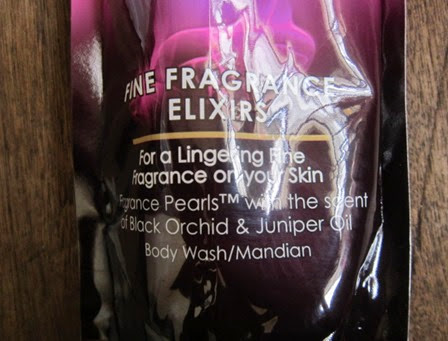 FINE FRAGRANCE
ELIXIRS
For a Lingering Fine
Fragrance on your Skin
Fragrance Pearls™ with the scent
of Black Orchid & Juniper Oil
Body Wash/Mandian